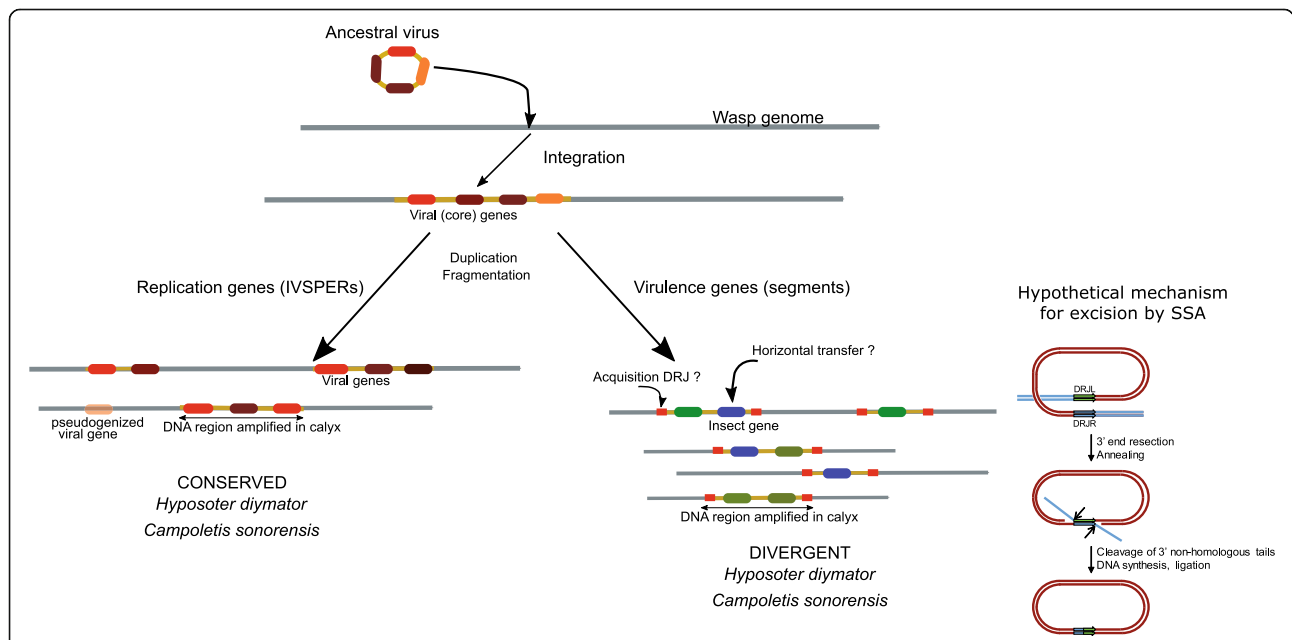 Ancestral virus
Wasp genome
Integration
Viral (core) genes
Duplication
Fragmentation
Replication genes (IVSPERs)
Virulence genes (segments)
Viral genes
pseudogenized
viral gene
DNA region amplified in calyx
CONSERVED
Hyposoter diymator
Campoletis sonorensis
Horizontal transfer ?
Acquisition DRJ ?
Insect gene
DNA region amplified in calyx
DIVERGENT
Hyposoter diymator
Campoletis sonorensis
Hypothetical mechanism
for excision by SSA
DRJL
DRJR
3' end resection
Annealing
Cleavage of 3' non-homologous tails
DNA synthesis, ligation